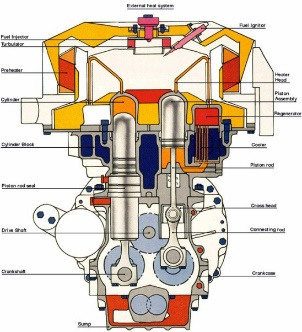 External heat system
Fuel Ignitor
Fuel Injector
Turbulator
Preheater
Heater
Head
Piston
Assembly
Cylinder
Regenerator
Cylinder Block
Cooler
Piston rod
Piston rod seal
Cross head
Drive Shaft
Connecting rod
Crankshaft
Crankcase
Sump